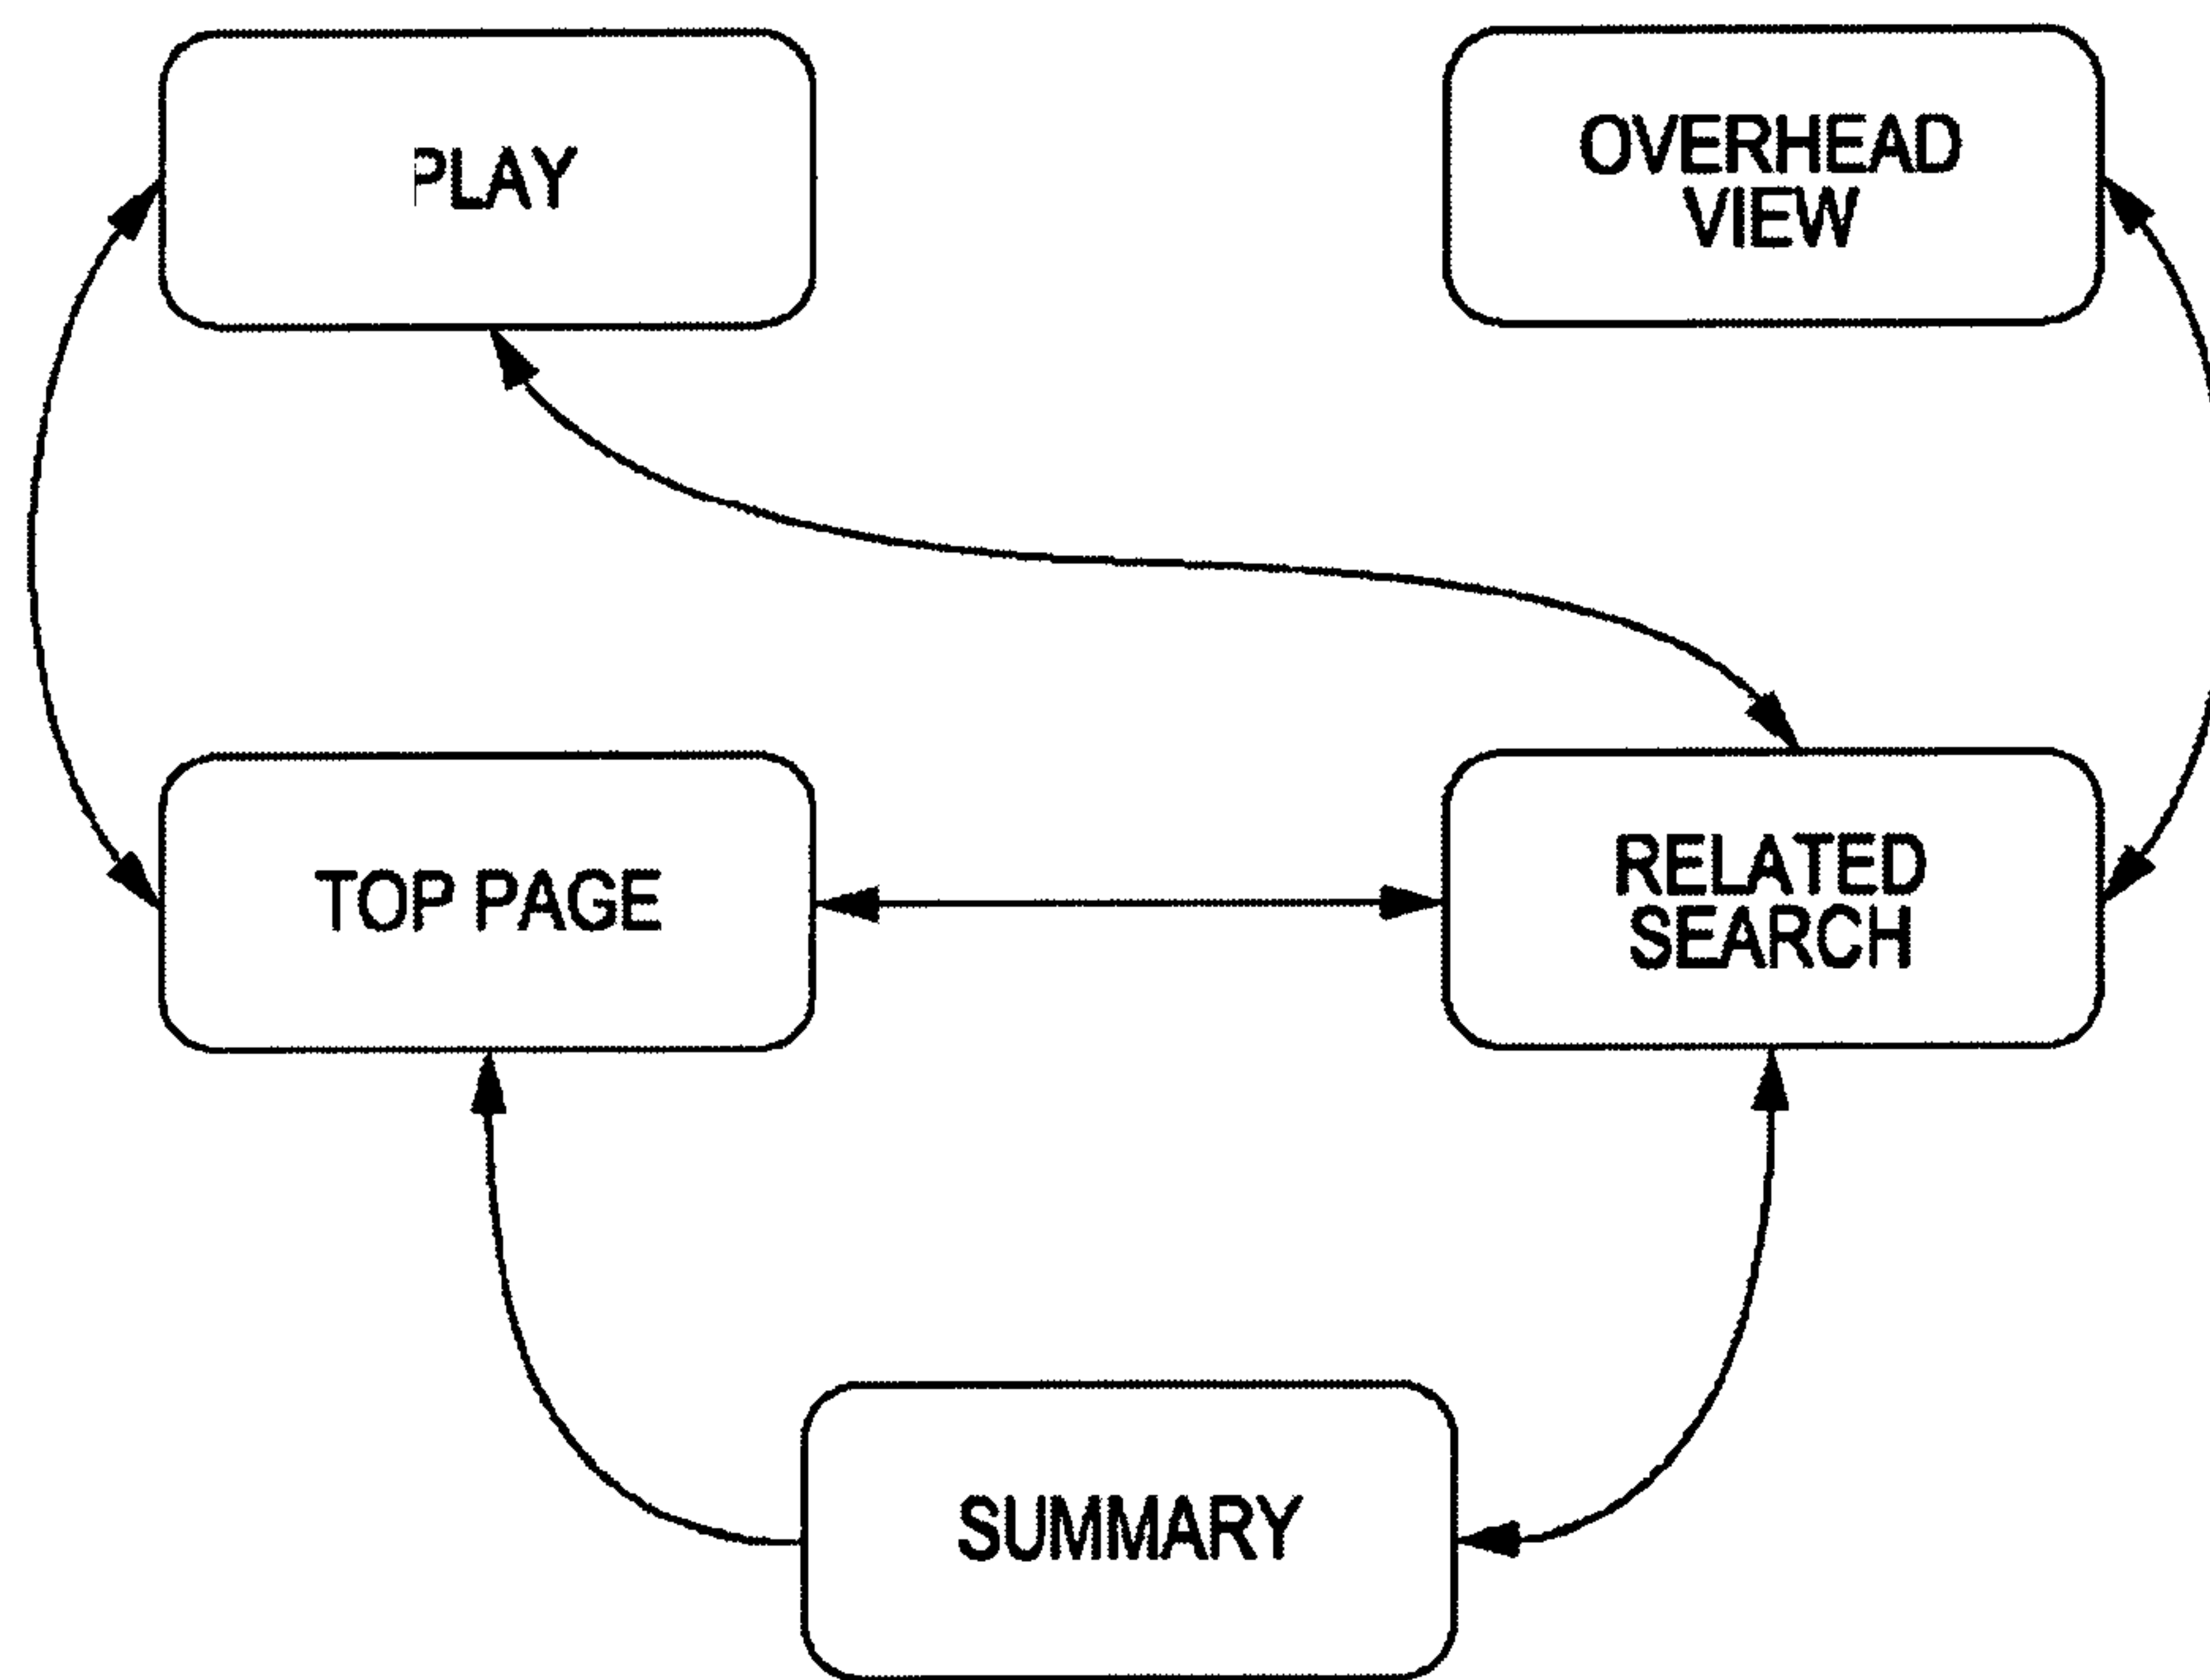 PLAY
OVERHEAD
VIEW
TOP PAGE
RELATED
SEARCH
SUMMARY